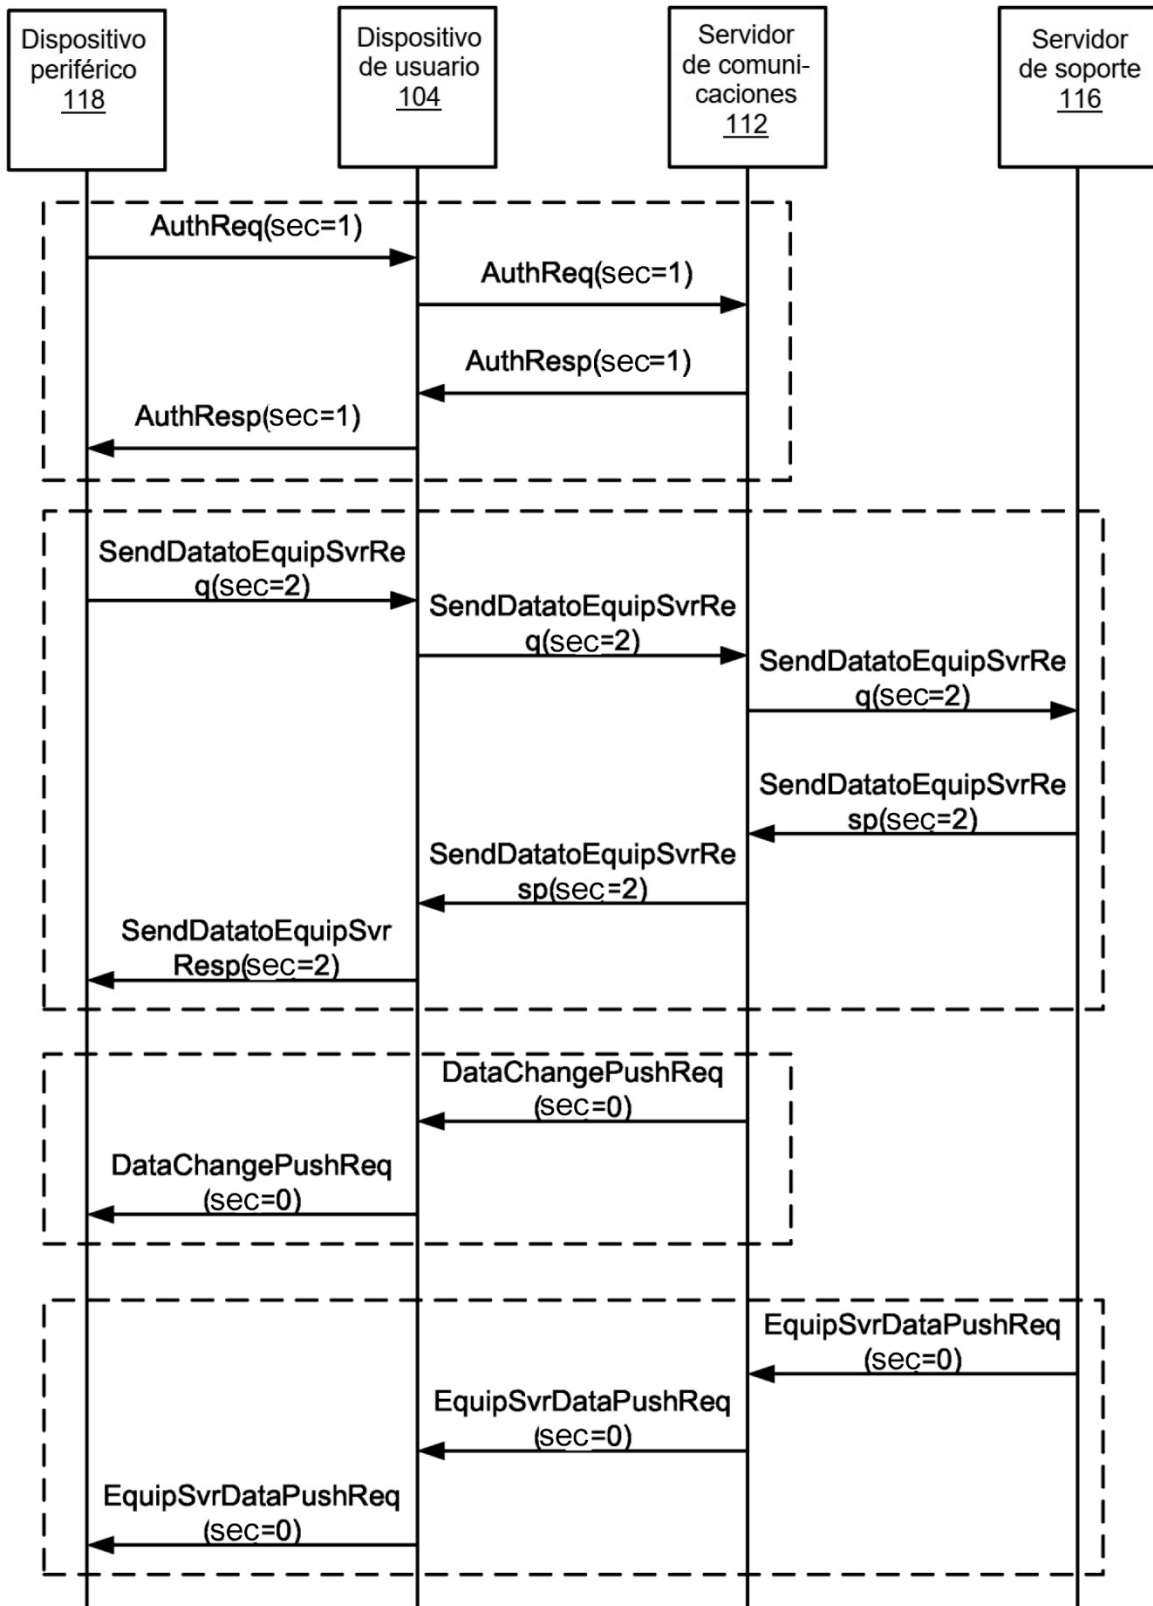 Dispositivo
periférico
118
Dispositivo
de usuario
104
Servidor
de comuni-
caciones
112
Servidor
de soporte
116
AuthReq(sec=1)
AuthReq(sec=1)
AuthResp(sec=1)
AuthResp(sec=1)
SendDatatoEquipSvrRe
q(sec=2)
SendDatatoEquipSvrRe
q(sec=2)
SendDatatoEquipSvrRe
q(sec=2)
SendDatatoEquipSvrRe
sp(sec=2)
SendDatatoEquipSvrRe
sp(sec=2)
SendDatatoEquipSvr
Resp(sec=2)
DataChangePushReq
(sec=0)
DataChangePushReq
(sec=0)
EquipSvrDataPushReq
(sec=0)
EquipSvrDataPushReq
(sec=0)
EquipSvrDataPushReq
(sec=0)